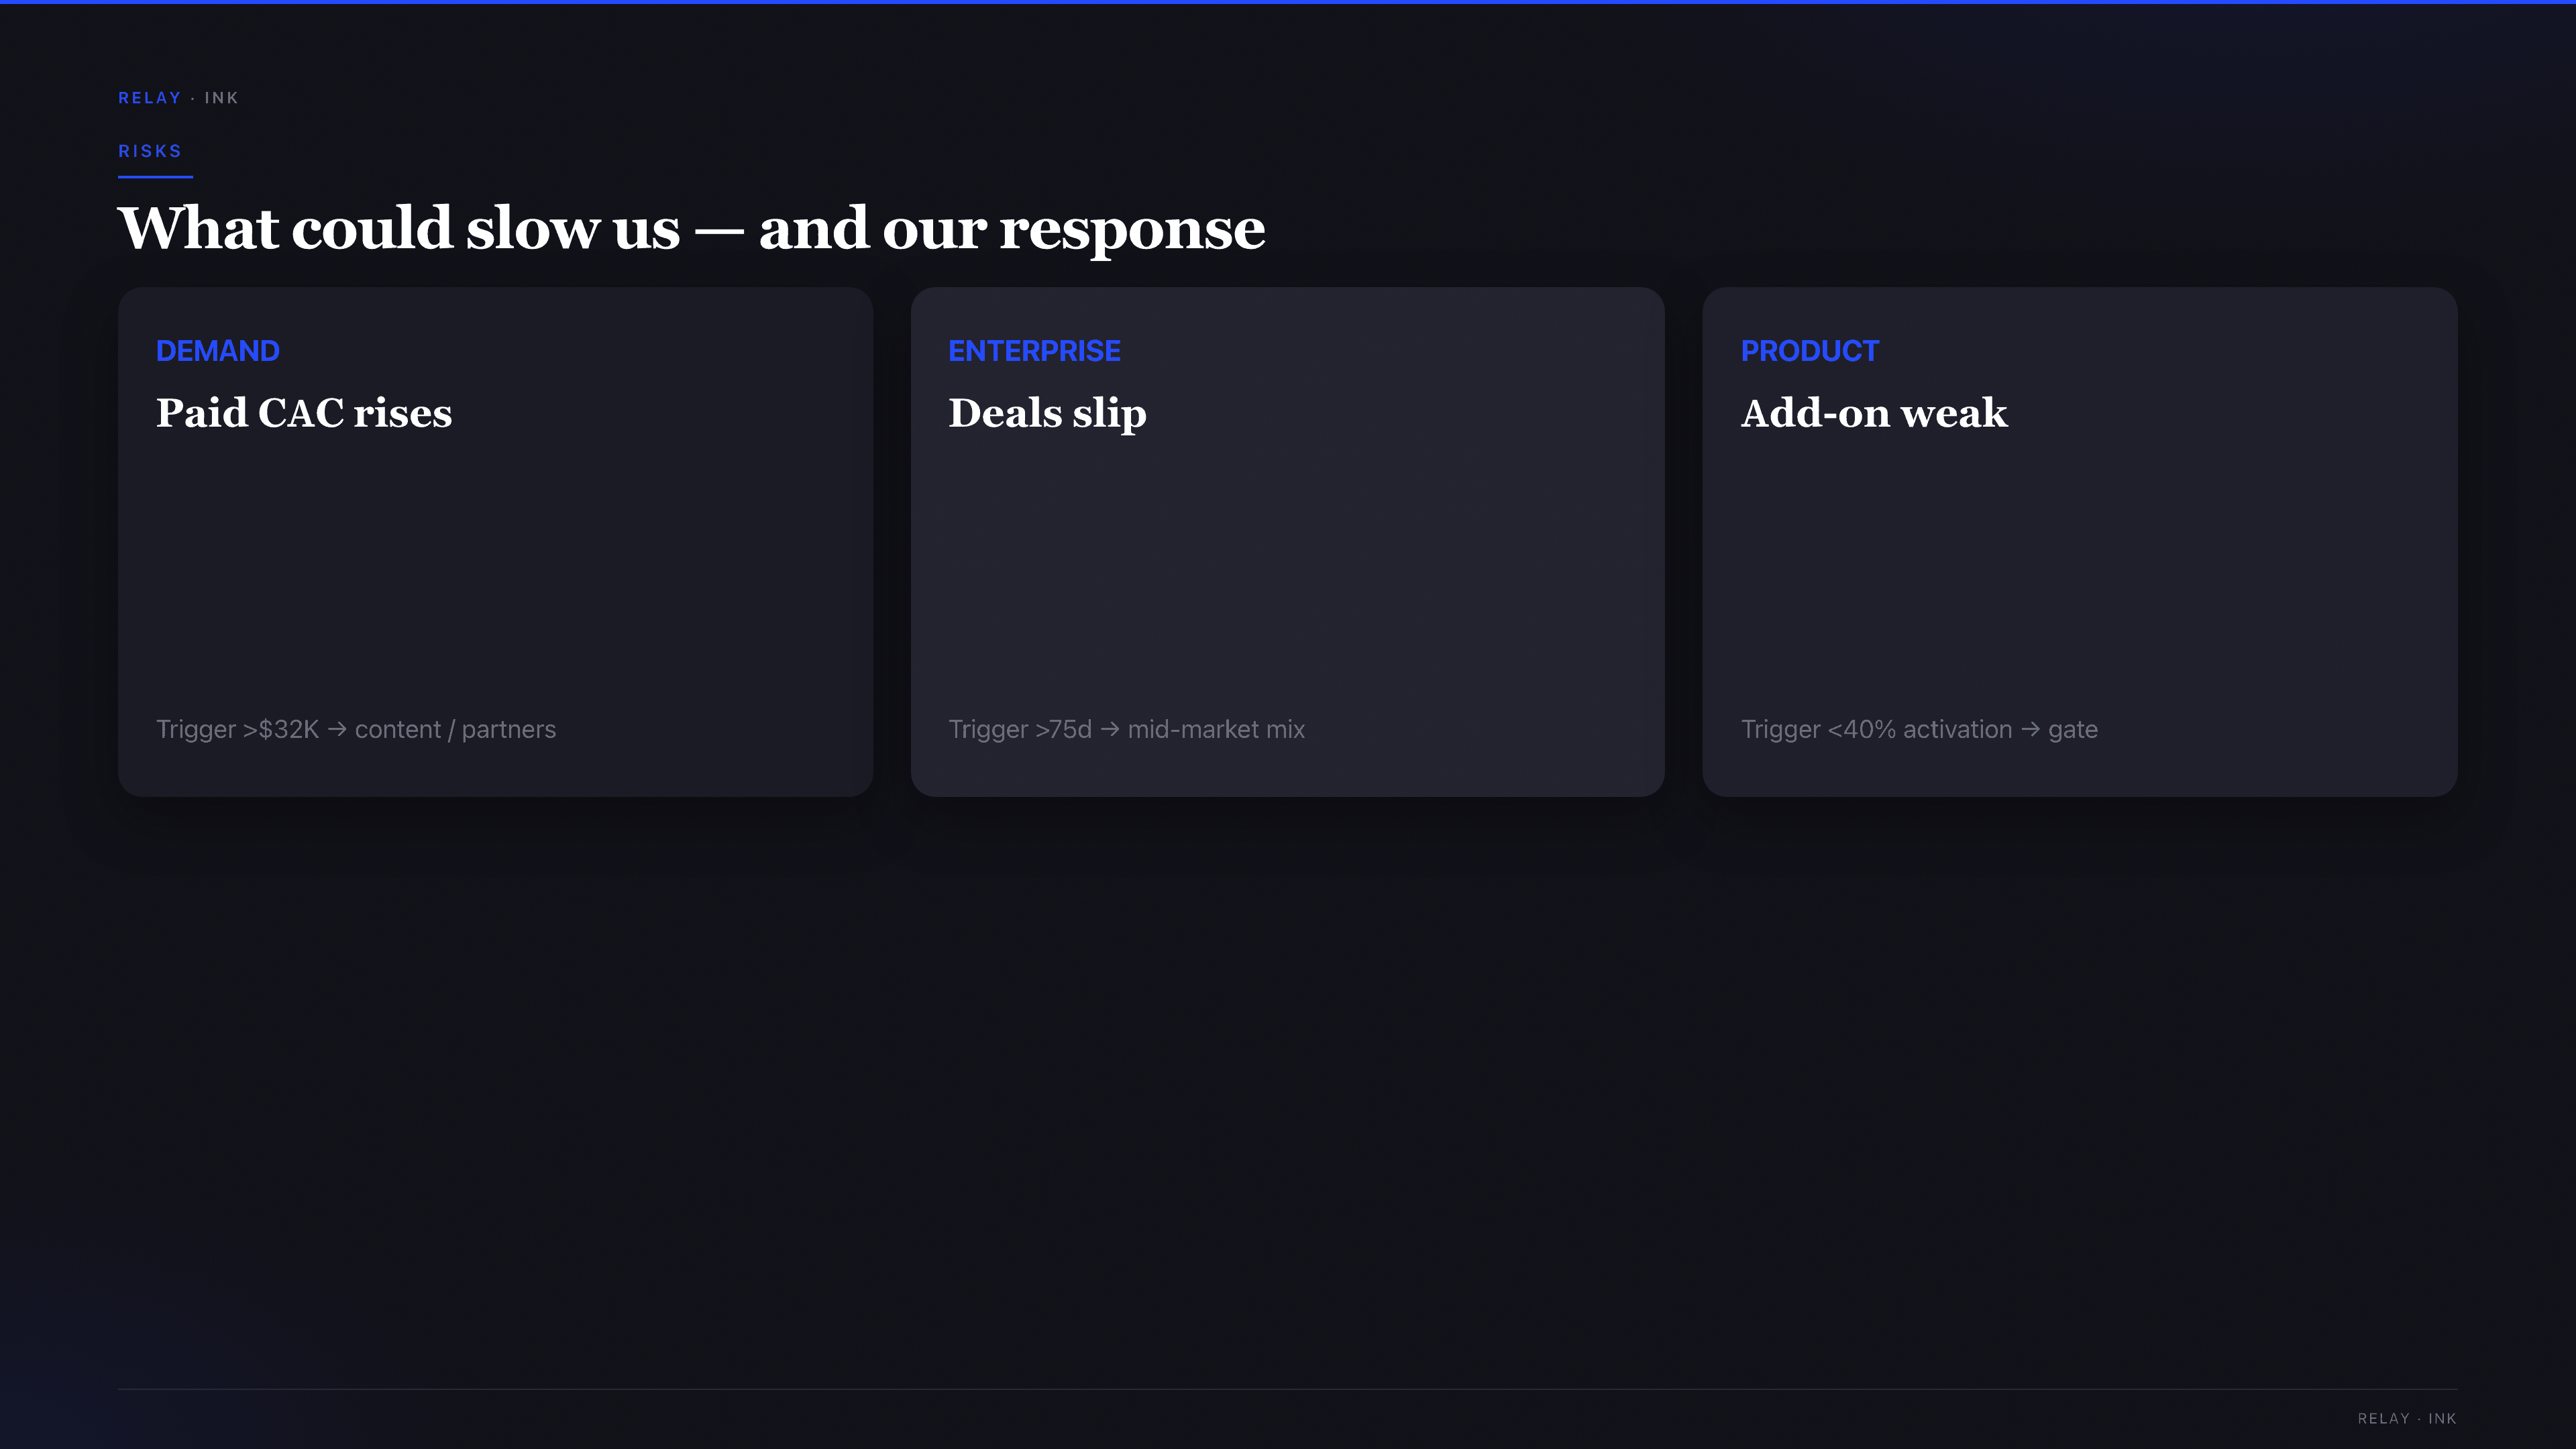 RELAY · INK
RISKS
What could slow us — and our response
DEMAND
Paid CAC rises
Trigger >$32K → content / partners
ENTERPRISE
Deals slip
Trigger >75d → mid-market mix
PRODUCT
Add-on weak
Trigger <40% activation → gate
RELAY · INK